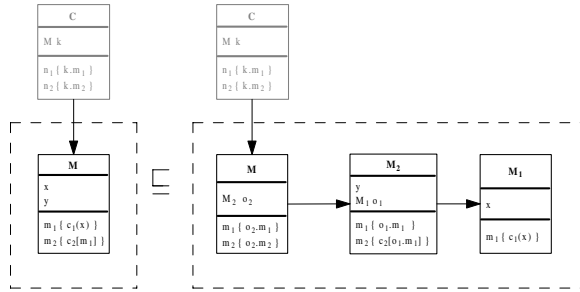 C
M k
n₁ { k.m₁ }
n₂ { k.m₂ }
C
M k
n₁ { k.m₁ }
n₂ { k.m₂ }
M
x
y
m₁ { c₁(x) }
m₂ { c₂[m₁] }
⊑
M
M₂ o₂
m₁ { o₂.m₁ }
m₂ { o₂.m₂ }
M₂
y
M₁ o₁
m₁ { o₁.m₁ }
m₂ { c₂[o₁.m₁] }
M₁
x
m₁ { c₁(x) }